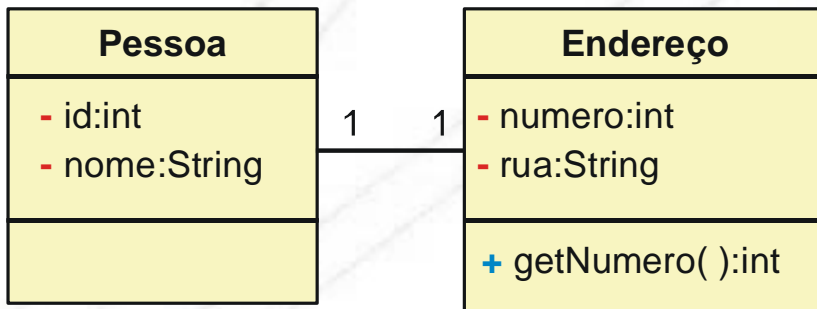 Pessoa
- id:int
- nome:String
1 1
Endereço
- numero:int
- rua:String
+ getNumero( ):int